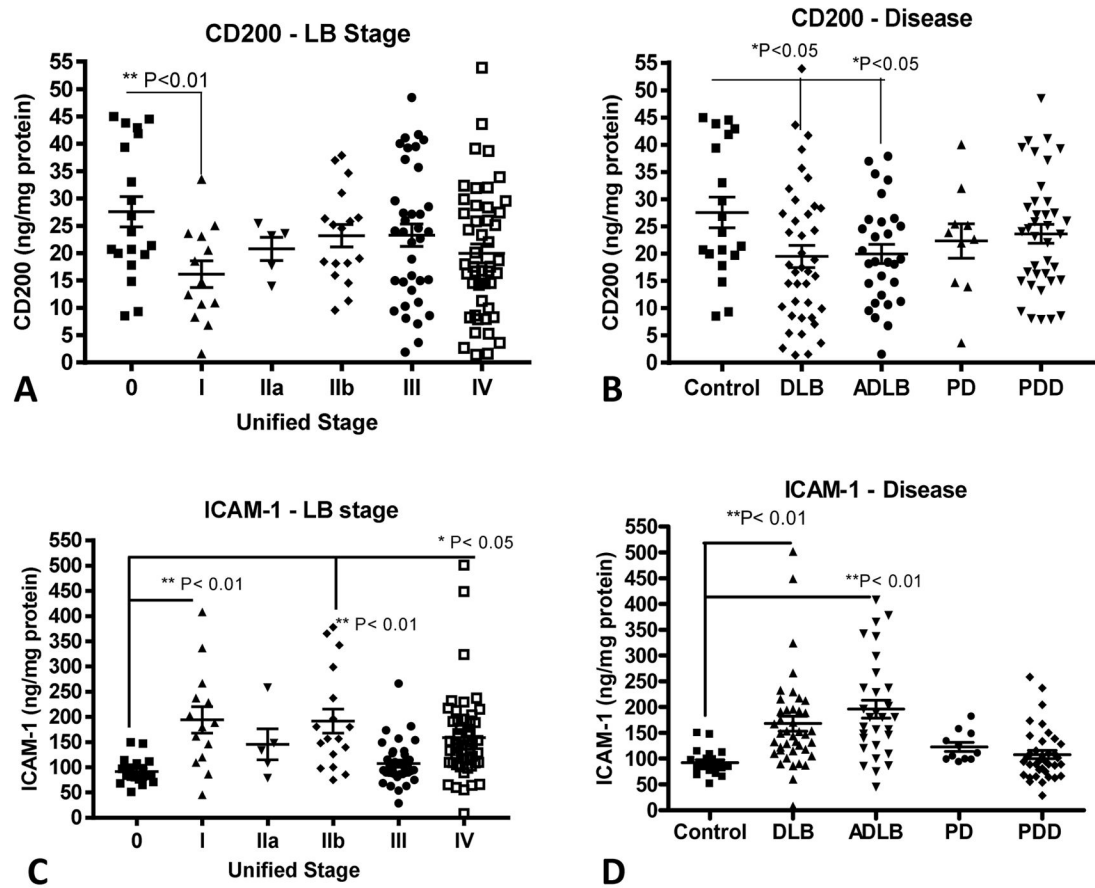 A
CD200 - LB Stage
CD200 (ng/mg protein)
55
50
45
40
35
30
25
20
15
10
5
0
** P<0.01
0 I IIa IIb III IV
Unified Stage
B
CD200 - Disease
CD200 (ng/mg protein)
55
50
45
40
35
30
25
20
15
10
5
0
*P<0.05
*P<0.05
Control DLB ADLB PD PDD
C
ICAM-1 - LB stage
ICAM-1 (ng/mg protein)
550
500
450
400
350
300
250
200
150
100
50
0
* P< 0.05
** P< 0.01
** P< 0.01
0 I IIa IIb III IV
Unified Stage
D
ICAM-1 - Disease
ICAM-1 (ng/mg protein)
550
500
450
400
350
300
250
200
150
100
50
0
**P< 0.01
**P< 0.01
Control DLB ADLB PD PDD